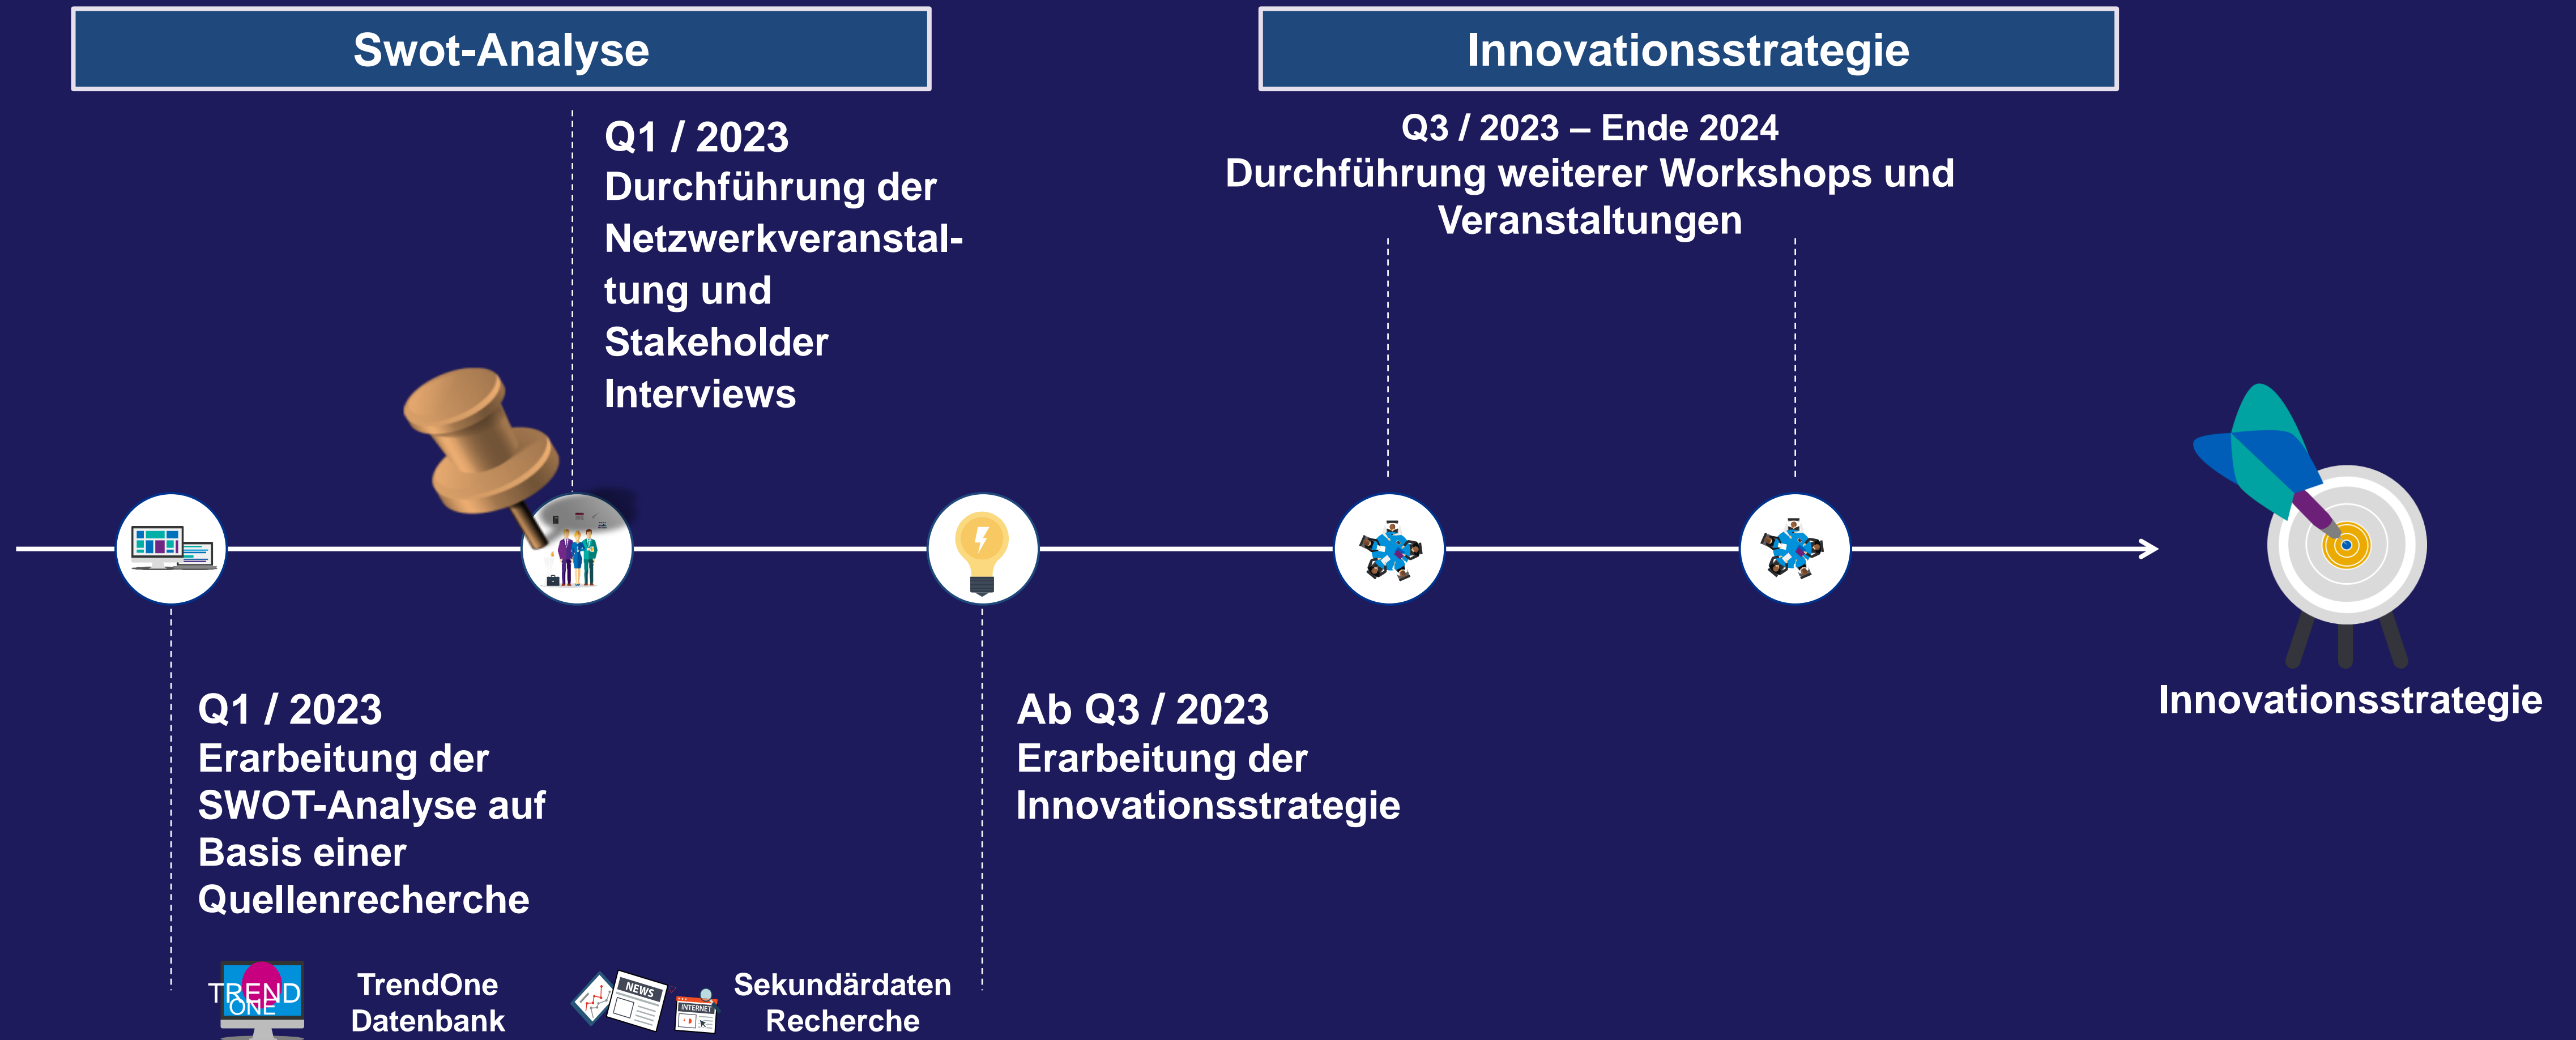 Swot-Analyse
Innovationsstrategie
Q1 / 2023
Durchführung der
Netzwerkveranstal-
tung und
Stakeholder
Interviews
Q3 / 2023 – Ende 2024
Durchführung weiterer Workshops und
Veranstaltungen
Q1 / 2023
Erarbeitung der
SWOT-Analyse auf
Basis einer
Quellenrecherche
Ab Q3 / 2023
Erarbeitung der
Innovationsstrategie
Innovationsstrategie
TREND
ONE
TrendOne
Datenbank
NEWS
INTERNET
Sekundärdaten
Recherche